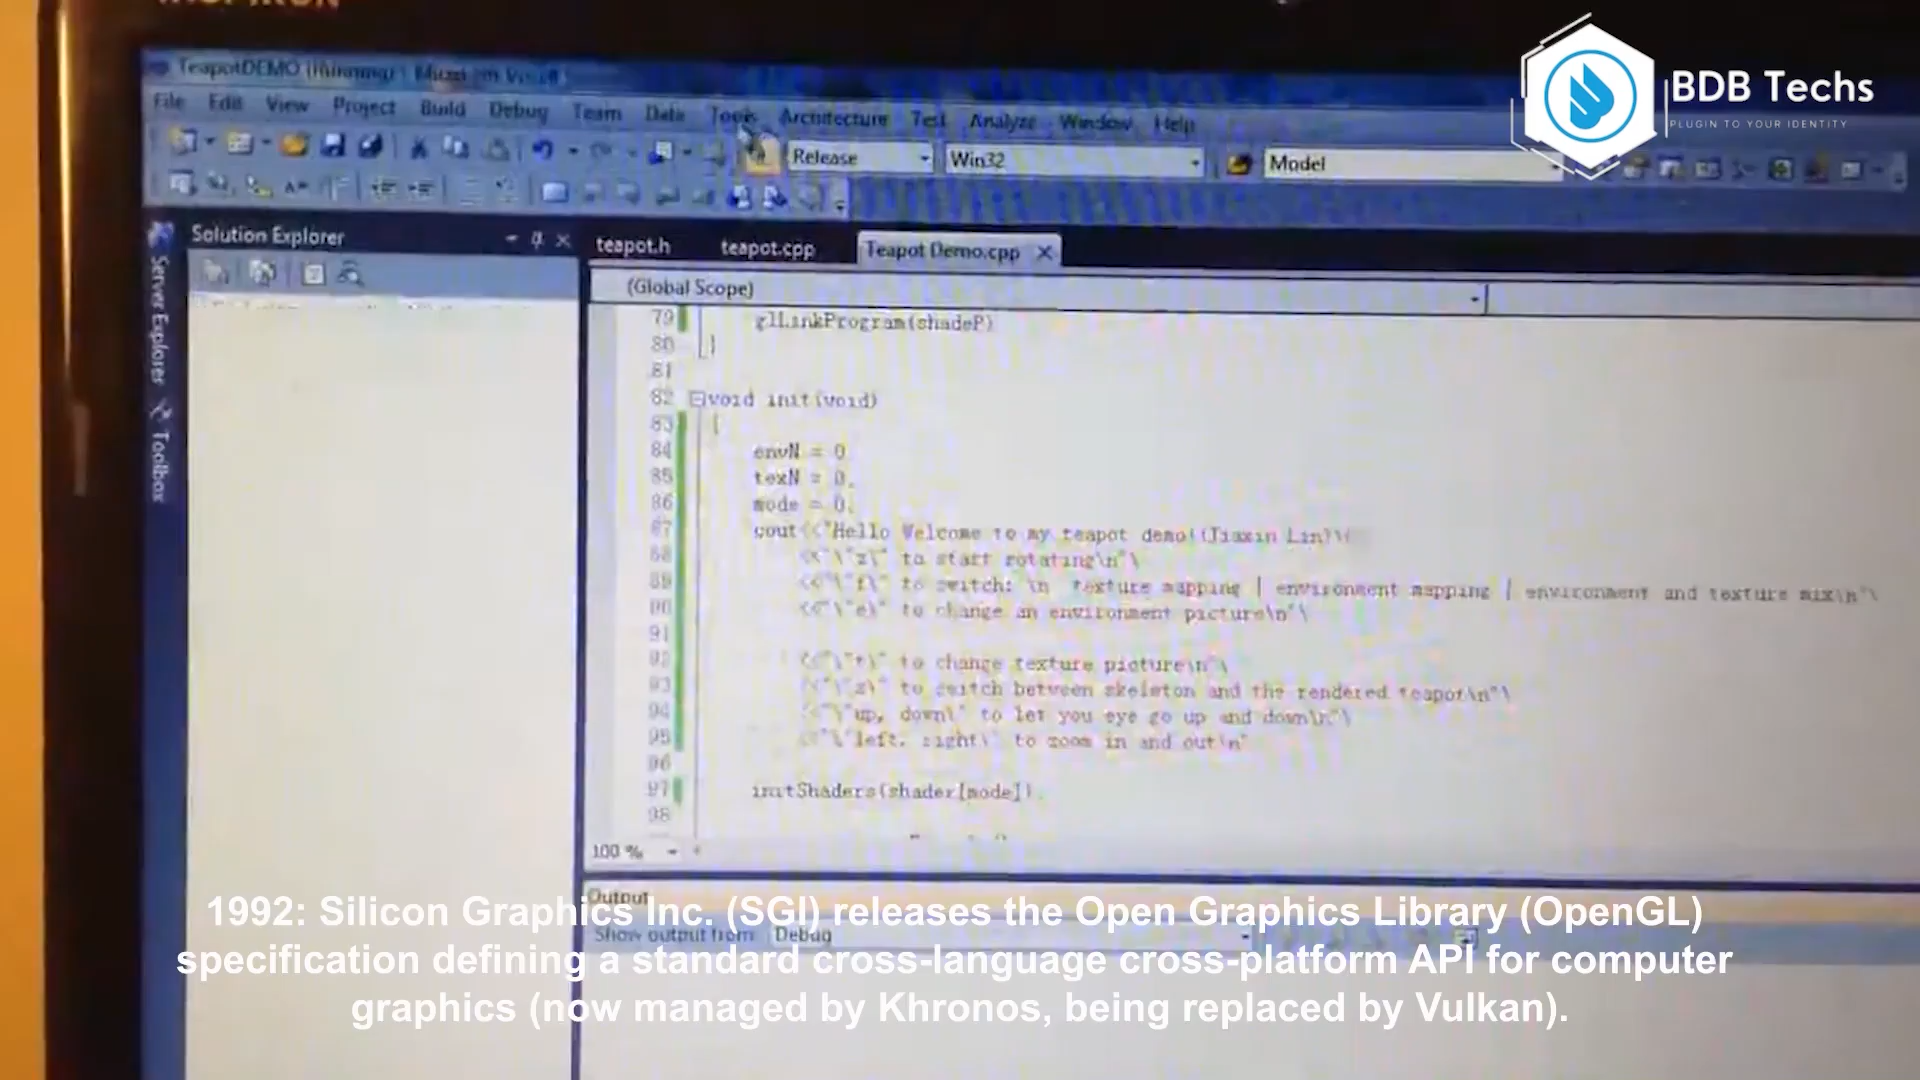 BDB Techs
PLUGIN TO YOUR IDENTITY
TeapotDEMO (Running)
File Edit View Project Build Debug Team Data Tools Architecture Test Analyze Window Help
Release Win32 Model
Solution Explorer
Server Explorer
Toolbox
teapot.h teapot.cpp Teapot Demo.cpp
(Global Scope)
79 glLinkProgram(shadeP)
80 }
81
82 void init(void)
83 {
84 envN = 0
85 texN = 0;
86 mode = 0;
87 cout<<"Hello Welcome to my teapot demo!(Jiaxin Lin)\
88 <<"\"z\" to start rotating\n"\
89 <<"\"f\" to switch: \n texture mapping | environment mapping | environment and texture mix\n"\
90 <<"\"e\" to change an environment picture\n"\
91
92 <<"\"t\" to change texture picture\n"\
93 to switch between skeleton and the rendered teapot\n"\
94 <<"\"up, down\" to let you eye go up and down\n"\
95 <<"\"left, right\" to zoom in and out\n"
96
97 initShaders(shader[mode]);
98
100 %
Output
Show output from: Debug
1992: Silicon Graphics Inc. (SGI) releases the Open Graphics Library (OpenGL)
specification defining a standard cross-language cross-platform API for computer
graphics (now managed by Khronos, being replaced by Vulkan).